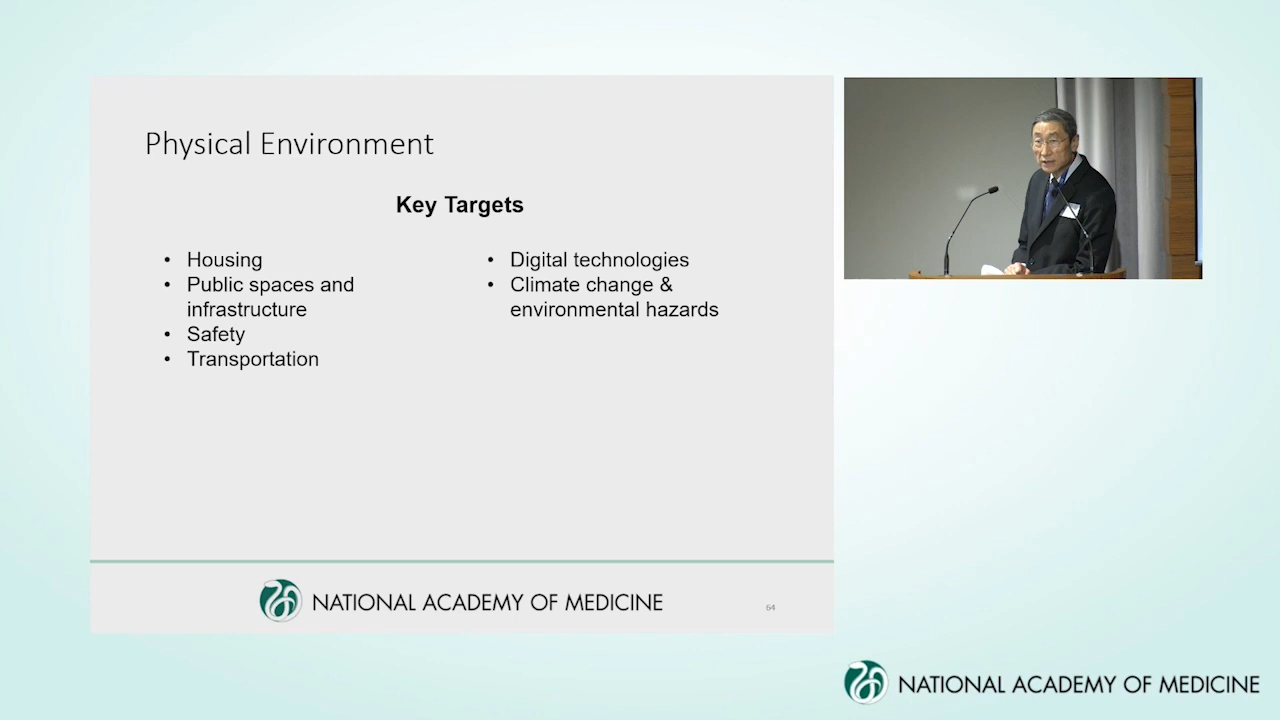 Physical Environment
Key Targets
• Housing
• Public spaces and
infrastructure
• Safety
• Transportation
• Digital technologies
• Climate change &
environmental hazards
NATIONAL ACADEMY OF MEDICINE
64
NATIONAL ACADEMY OF MEDICINE